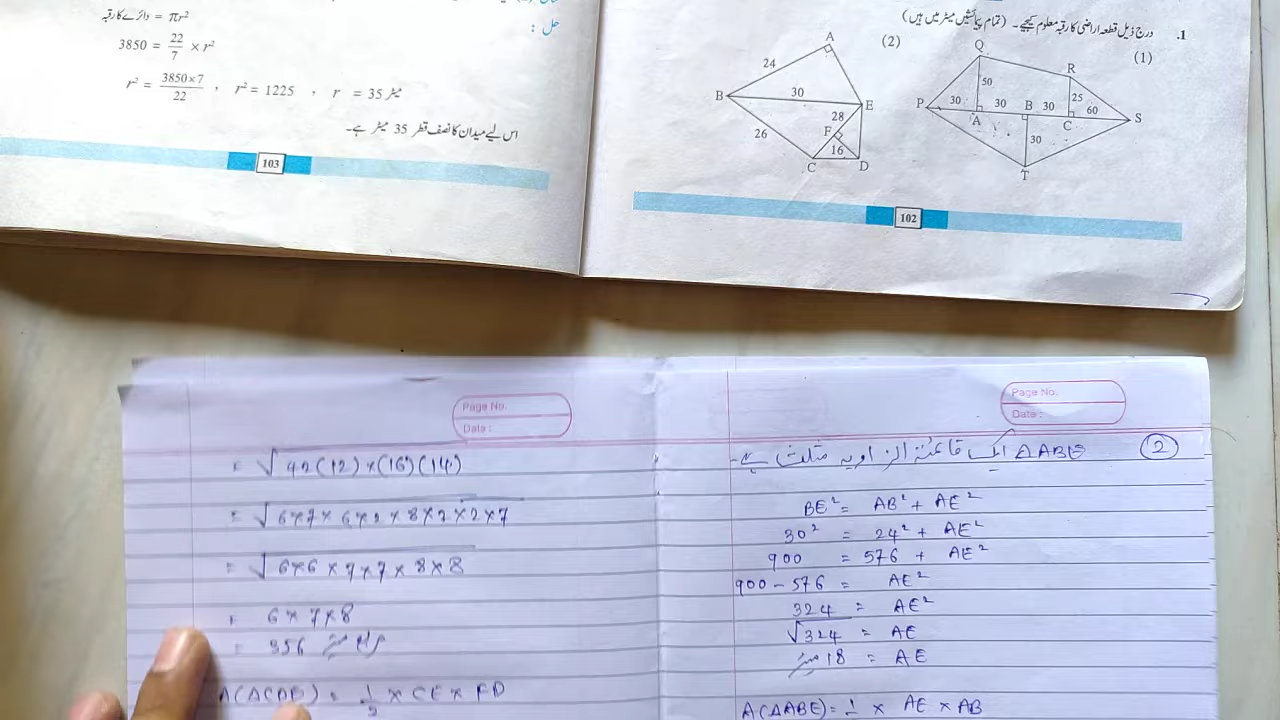 دائرے کا رقبہ = πr²
3850 = 22/7 × r²
r² = 3850×7/22 , r² = 1225 , r = 35 میٹر
اس لیے میدان کا نصف قطر 35 میٹر ہے۔
103
حل :
1. درج ذیل قطعہ اراضی کا رقبہ معلوم کیجیے۔ (تمام پیمائشیں میٹر میں ہیں)
(1)
Q
R
50
25
P 30 30 B 30 60 S
A C
30
T
(2)
A
24
B 30 E
28
26 F
16
C D
102
Page No.
Date :
② ΔABE ایک قائمۃ الزاویہ مثلث ہے۔
BE² = AB² + AE²
30² = 24² + AE²
900 = 576 + AE²
900 - 576 = AE²
324 = AE²
√324 = AE
18 میٹر = AE
A(ΔABE) = 1/ × AE × AB
Page No.
Date :
= √42(12)×(16)(14)
= √6×7×6×2×8×2×2×7
= √6×6×7×7×8×8
= 6×7×8
= 356 مربع میٹر
A(ΔCDE) = 1/2 × CE × FD